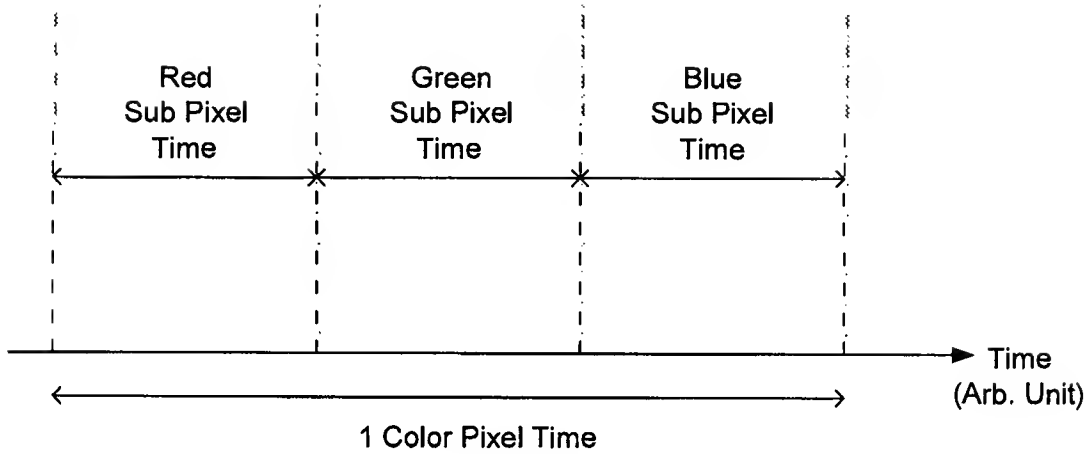 Red
Sub Pixel
Time
Green
Sub Pixel
Time
Blue
Sub Pixel
Time
Time
(Arb. Unit)
1 Color Pixel Time